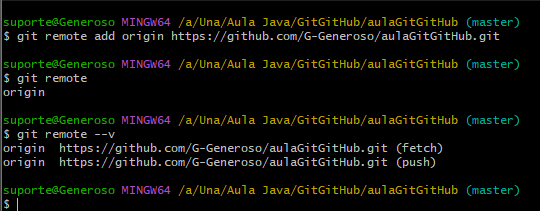 suporte@Generoso MINGW64 /a/Una/Aula Java/GitGitHub/aulaGitGitHub (master)
$ git remote add origin https://github.com/G-Generoso/aulaGitHub.git
suporte@Generoso MINGW64 /a/Una/Aula Java/GitGitHub/aulaGitGitHub (master)
$ git remote
origin
suporte@Generoso MINGW64 /a/Una/Aula Java/GitGitHub/aulaGitGitHub (master)
$ git remote --v
origin  https://github.com/G-Generoso/aulaGitHub.git (fetch)
origin  https://github.com/G-Generoso/aulaGitHub.git (push)
suporte@Generoso MINGW64 /a/Una/Aula Java/GitGitHub/aulaGitGitHub (master)
$